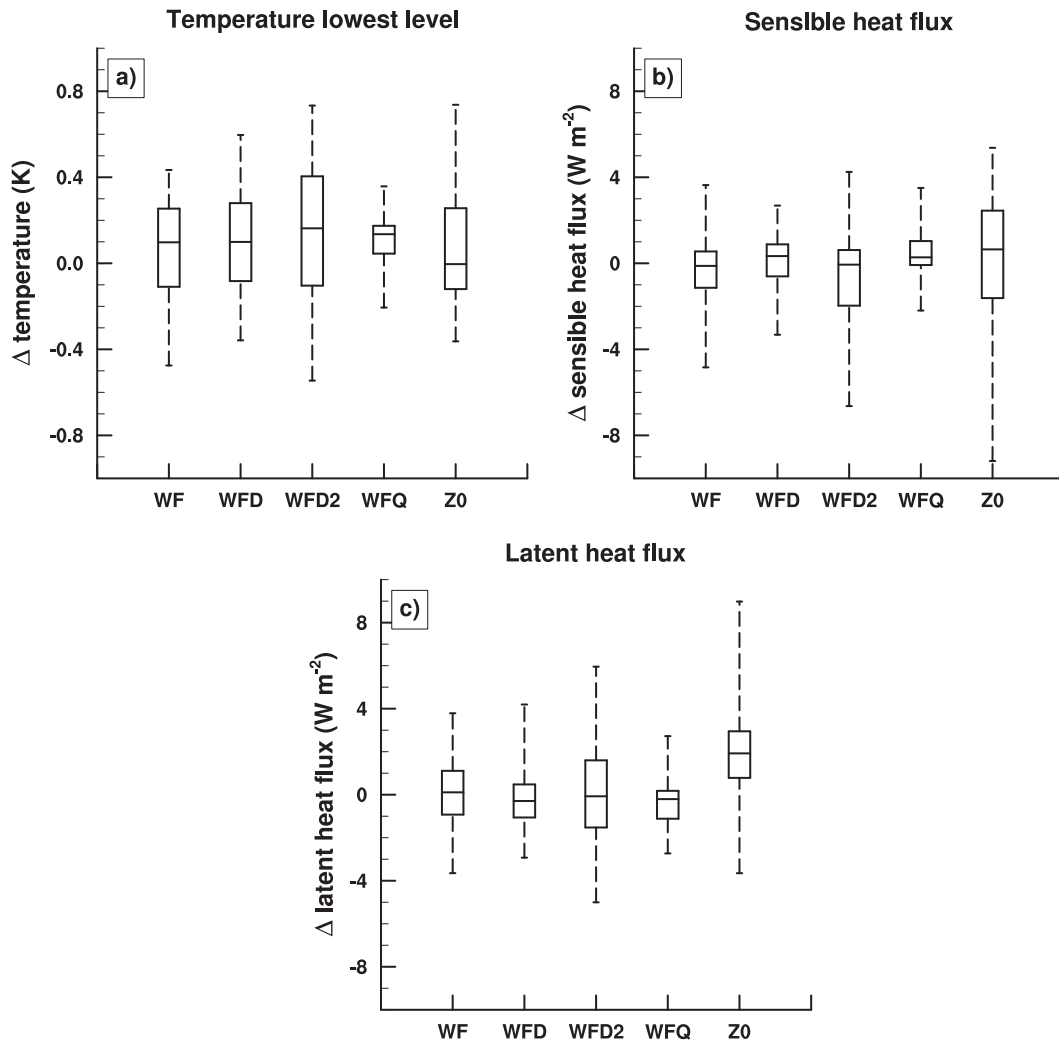 Temperature lowest level
a)
Δ temperature (K)
0.8
0.4
0.0
-0.4
-0.8
WF WFD WFD2 WFQ Z0
Sensible heat flux
b)
Δ sensible heat flux (W m⁻²)
8
4
0
-4
-8
WF WFD WFD2 WFQ Z0
Latent heat flux
c)
Δ latent heat flux (W m⁻²)
8
4
0
-4
-8
WF WFD WFD2 WFQ Z0